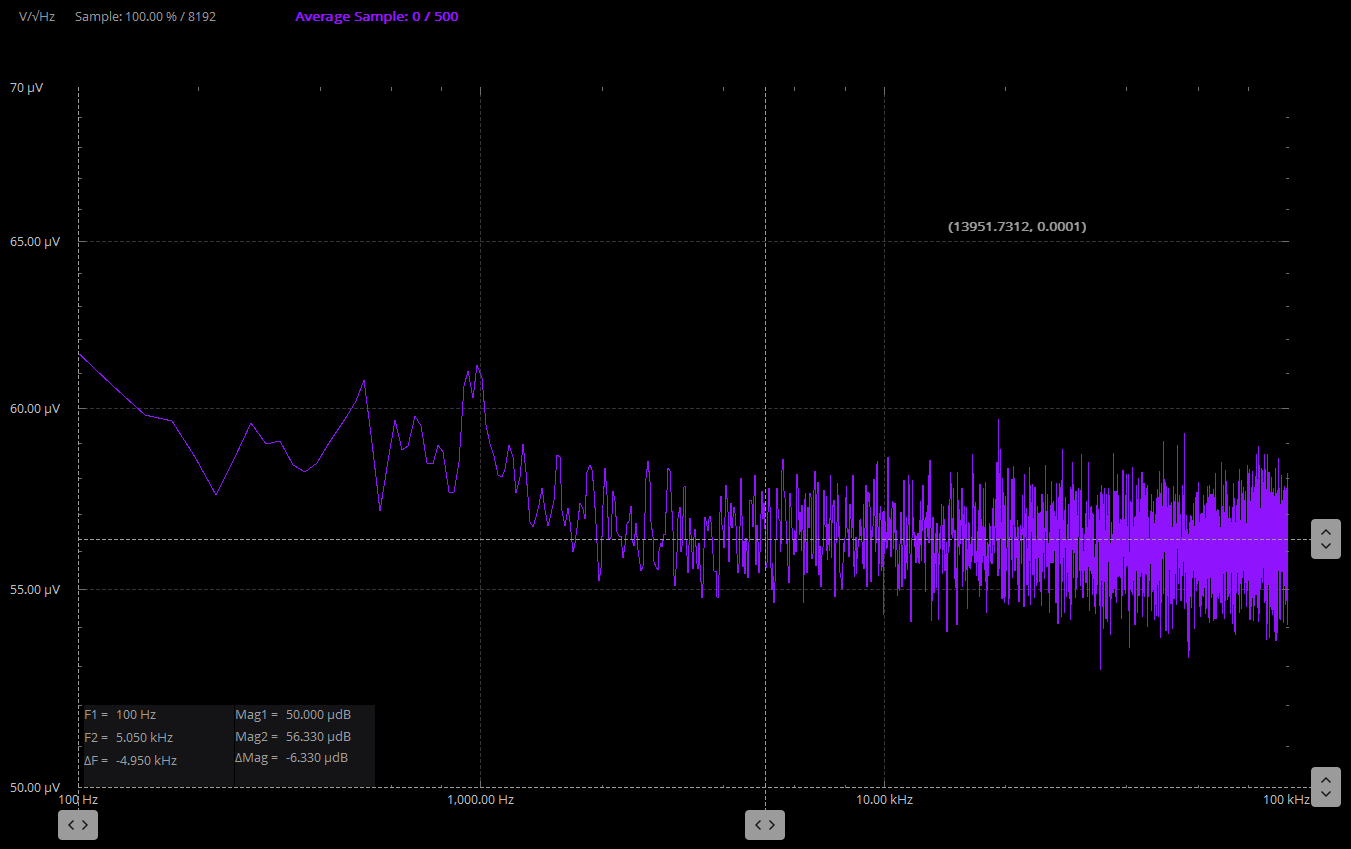 V/√Hz Sample: 100.00 % / 8192 Average Sample: 0 / 500
70 µV
65.00 µV
(13951.7312, 0.0001)
60.00 µV
55.00 µV
F1 = 100 Hz Mag1 = 50.000 µdB
F2 = 5.050 kHz Mag2 = 56.330 µdB
ΔF = -4.950 kHz ΔMag = -6.330 µdB
50.00 µV
100 Hz 1,000.00 Hz 10.00 kHz 100 kHz